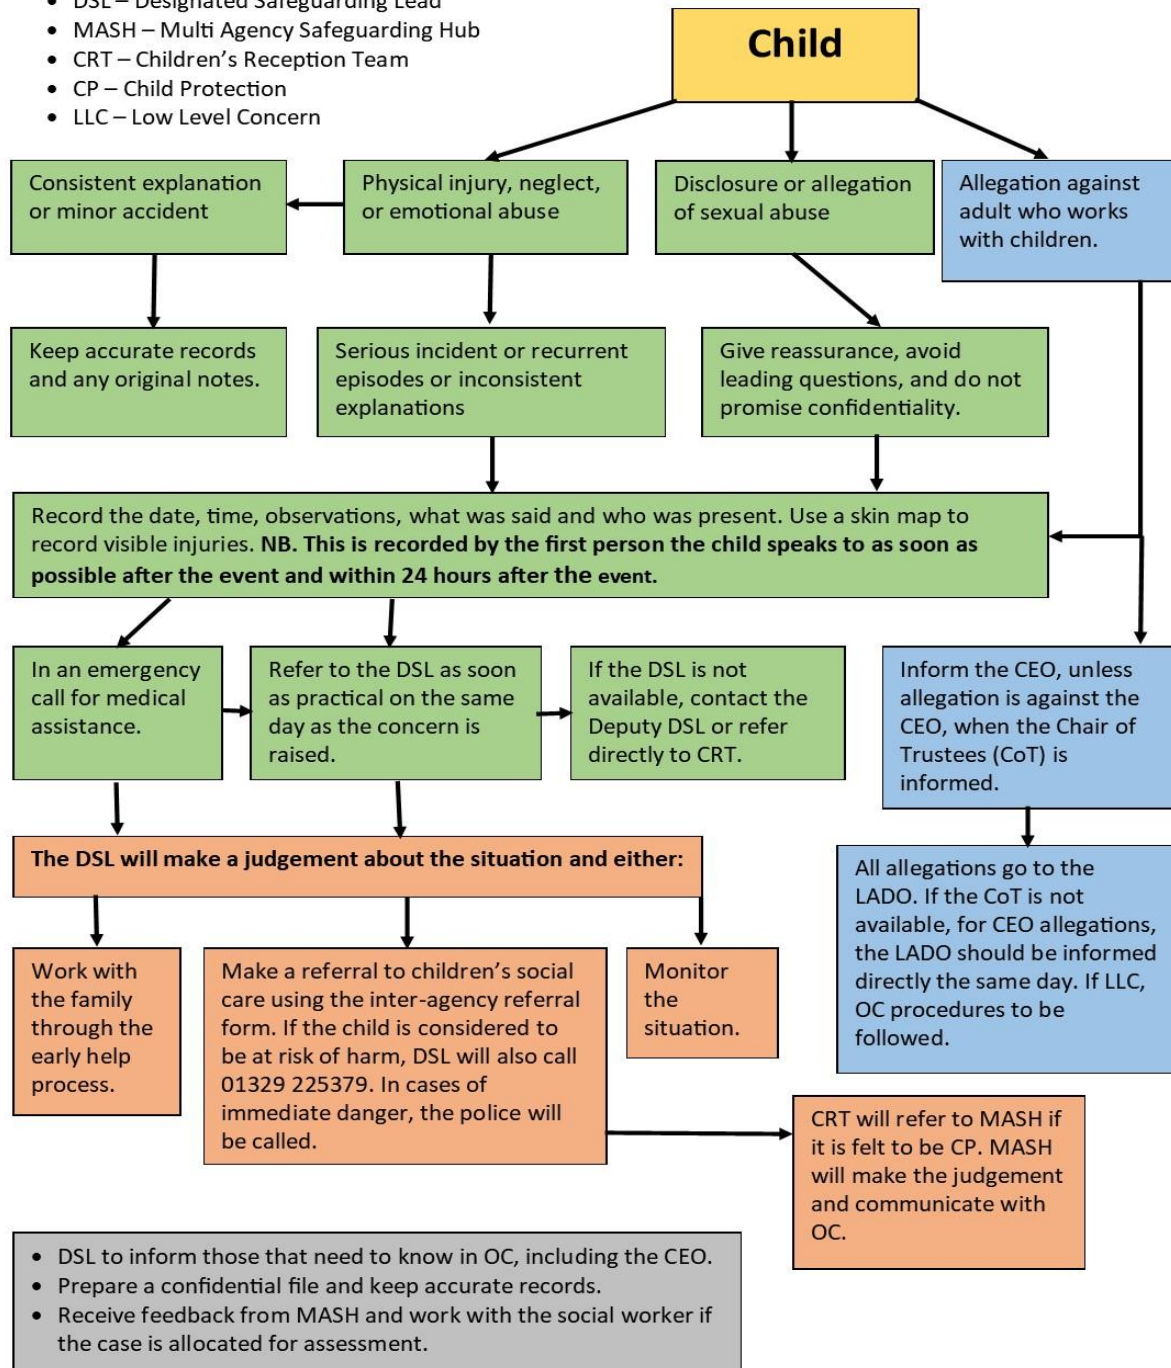 • DSL – Designated Safeguarding Lead
• MASH – Multi Agency Safeguarding Hub
• CRT – Children's Reception Team
• CP – Child Protection
• LLC – Low Level Concern
Child
Consistent explanation
or minor accident
Physical injury, neglect,
or emotional abuse
Disclosure or allegation
of sexual abuse
Allegation against
adult who works
with children.
Keep accurate records
and any original notes.
Serious incident or recurrent
episodes or inconsistent
explanations
Give reassurance, avoid
leading questions, and do not
promise confidentiality.
Record the date, time, observations, what was said and who was present. Use a skin map to
record visible injuries. NB. This is recorded by the first person the child speaks to as soon as
possible after the event and within 24 hours after the event.
In an emergency
call for medical
assistance.
Refer to the DSL as soon
as practical on the same
day as the concern is
raised.
If the DSL is not
available, contact the
Deputy DSL or refer
directly to CRT.
Inform the CEO, unless
allegation is against the
CEO, when the Chair of
Trustees (CoT) is
informed.
The DSL will make a judgement about the situation and either:
All allegations go to the
LADO. If the CoT is not
available, for CEO allegations,
the LADO should be informed
directly the same day. If LLC,
OC procedures to be
followed.
Work with
the family
through the
early help
process.
Make a referral to children's social
care using the inter-agency referral
form. If the child is considered to
be at risk of harm, DSL will also call
01329 225379. In cases of
immediate danger, the police will
be called.
Monitor
the
situation.
CRT will refer to MASH if
it is felt to be CP. MASH
will make the judgement
and communicate with
OC.
• DSL to inform those that need to know in OC, including the CEO.
• Prepare a confidential file and keep accurate records.
• Receive feedback from MASH and work with the social worker if
the case is allocated for assessment.